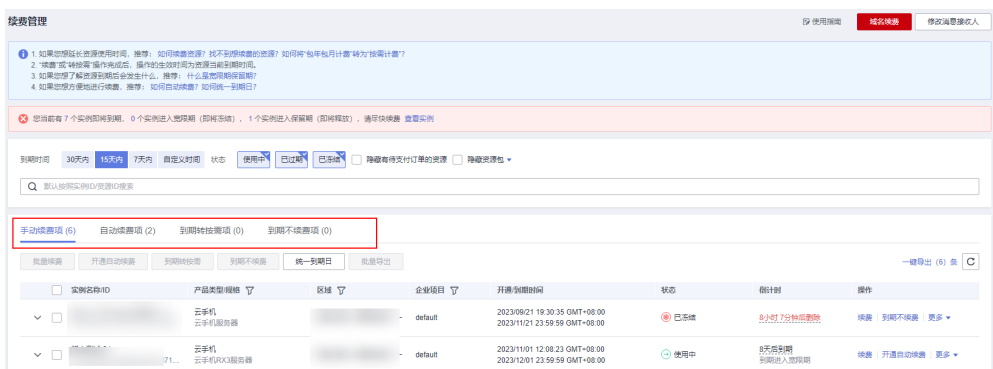 续费管理
使用指南
域名续费
修改消息接收人
1. 如果您想延长资源使用时间，推荐： 如何续费资源? 找不到想续费的资源? 如何将"包年包月计费"转为"按需计费"?
2. "续费"或"转按需"操作完成后，操作的生效时间为资源当前到期时间。
3. 如果您想了解资源到期后会发生什么，推荐： 什么是宽限期保留期?
4. 如果您想方便地进行续费，推荐： 如何自动续费? 如何统一到期日?
您当前有 7 个实例即将到期， 0 个实例进入宽限期（即将冻结）， 1 个实例进入保留期（即将释放），请尽快续费 查看实例
到期时间 30天内 15天内 7天内 自定义时间 状态 使用中 已过期 已冻结 隐藏有待支付订单的资源 隐藏资源包
默认按照实例ID/资源ID搜索
手动续费项 (6) 自动续费项 (2) 到期转按需项 (0) 到期不续费项 (0)
批量续费 开通自动续费 到期转按需 到期不续费 统一到期日 批量导出 一键导出（6）条
实例名称/ID 产品类型/规格 区域 企业项目 开通/到期时间 状态 倒计时 操作
云手机
云手机服务器
default
2023/09/21 19:30:35 GMT+08:00
2023/11/21 23:59:59 GMT+08:00
已冻结
8小时 7分钟后删除
续费 到期不续费 更多
71...
云手机
云手机RX3服务器
default
2023/11/01 12:08:23 GMT+08:00
2023/12/01 23:59:59 GMT+08:00
使用中
8天后到期
到期进入宽限期
续费 开通自动续费 更多